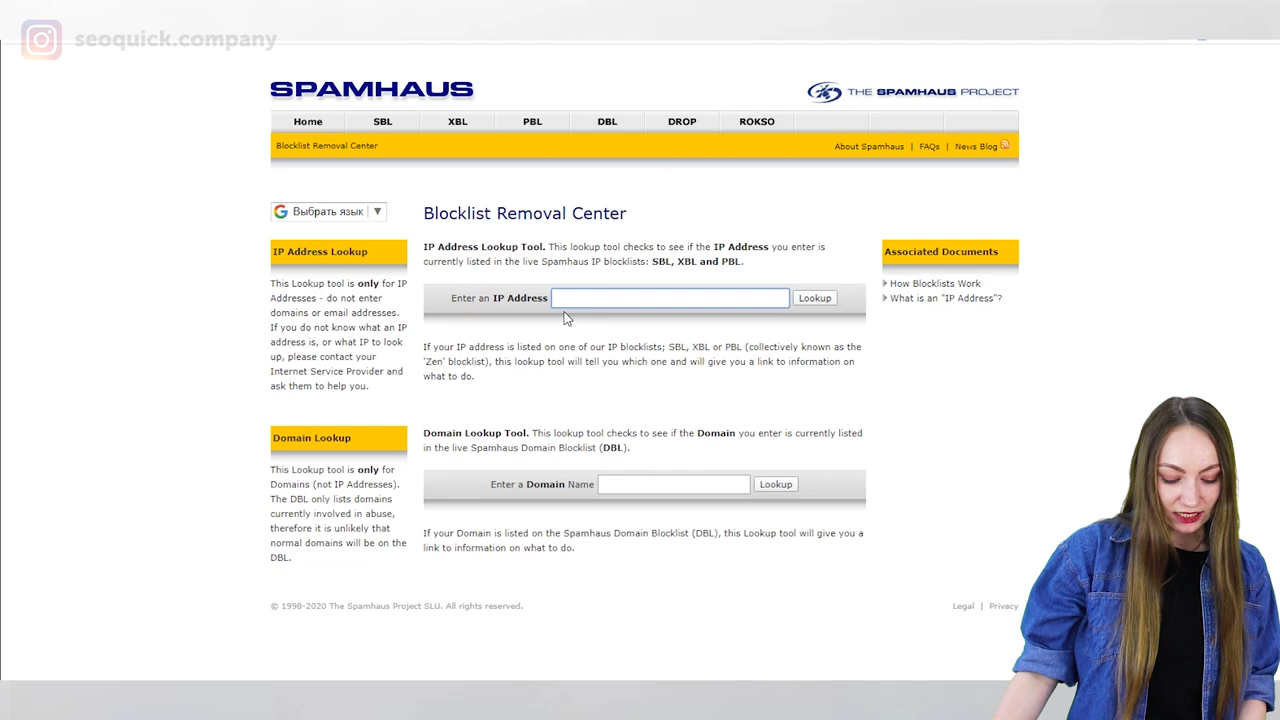 seoquick.company
SPAMHAUS
THE SPAMHAUS PROJECT
Home SBL XBL PBL DBL DROP ROKSO
Blocklist Removal Center
About Spamhaus | FAQs | News Blog
Выбрать язык ▼
IP Address Lookup
This Lookup tool is only for IP
Addresses - do not enter
domains or email addresses.
If you do not know what an IP
address is, or what IP to look
up, please contact your
Internet Service Provider and
ask them to help you.
Domain Lookup
This Lookup tool is only for
Domains (not IP Addresses).
The DBL only lists domains
currently involved in abuse,
therefore it is unlikely that
normal domains will be on the
DBL.
Blocklist Removal Center
IP Address Lookup Tool. This lookup tool checks to see if the IP Address you enter is
currently listed in the live Spamhaus IP blocklists: SBL, XBL and PBL.
Enter an IP Address Lookup
If your IP address is listed on one of our IP blocklists; SBL, XBL or PBL (collectively known as the
'Zen' blocklist), this lookup tool will tell you which one and will give you a link to information on
what to do.
Domain Lookup Tool. This lookup tool checks to see if the Domain you enter is currently listed
in the live Spamhaus Domain Blocklist (DBL).
Enter a Domain Name Lookup
If your Domain is listed on the Spamhaus Domain Blocklist (DBL), this Lookup tool will give you a
link to information on what to do.
Associated Documents
How Blocklists Work
What is an "IP Address"?
© 1998-2020 The Spamhaus Project SLU. All rights reserved.
Legal | Privacy